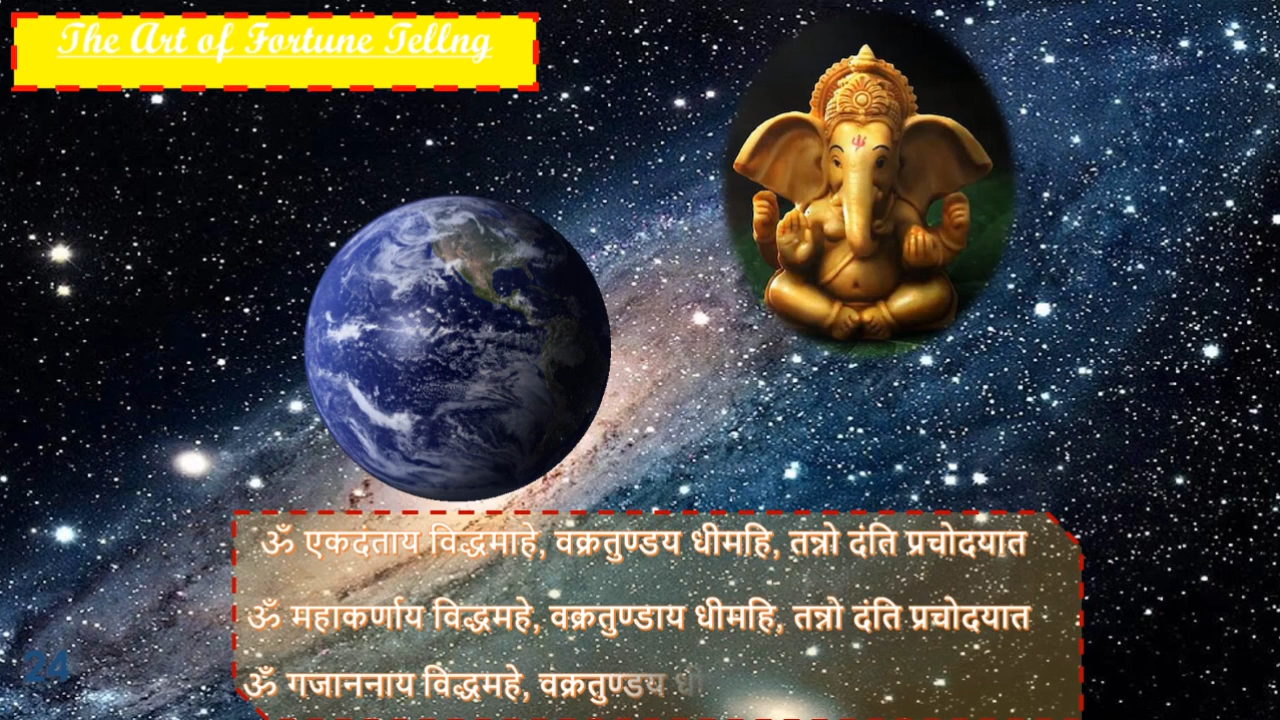 The Art of Fortune Tellng
ॐ एकदंताय विद्धमाहे, वक्रतुण्डय धीमहि, तन्नो दंति प्रचोदयात
ॐ महाकर्णाय विद्धमहे, वक्रतुण्डाय धीमहि, तन्नो दंति प्रचोदयात
ॐ गजाननाय विद्धमहे, वक्रतुण्डय
24